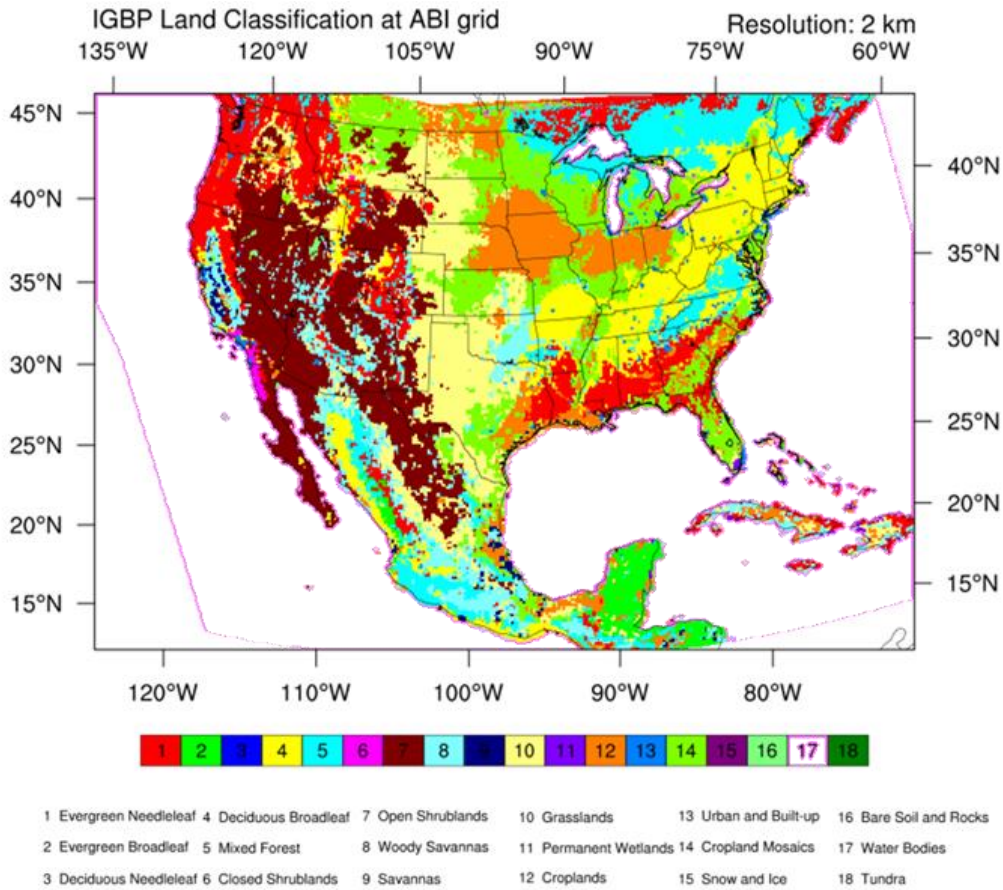 IGBP Land Classification at ABI grid
Resolution: 2 km
135°W 120°W 105°W 90°W 75°W 60°W
45°N
40°N
40°N
35°N
35°N
30°N
30°N
25°N
25°N
20°N
20°N
15°N
15°N
120°W 110°W 100°W 90°W 80°W
1 2 3 4 5 6 7 8 9 10 11 12 13 14 15 16 17 18
1 Evergreen Needleleaf 4 Deciduous Broadleaf 7 Open Shrublands 10 Grasslands 13 Urban and Built-up 16 Bare Soil and Rocks
2 Evergreen Broadleaf 5 Mixed Forest 8 Woody Savannas 11 Permanent Wetlands 14 Cropland Mosaics 17 Water Bodies
3 Deciduous Needleleaf 6 Closed Shrublands 9 Savannas 12 Croplands 15 Snow and Ice 18 Tundra